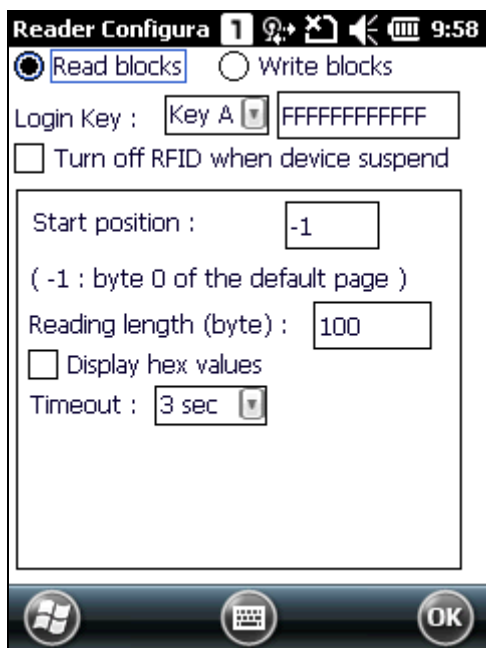 Reader Configura 1 9:58
Read blocks Write blocks
Login Key : Key A FFFFFFFFFFFF
Turn off RFID when device suspend
Start position : -1
( -1 : byte 0 of the default page )
Reading length (byte) : 100
Display hex values
Timeout : 3 sec
OK